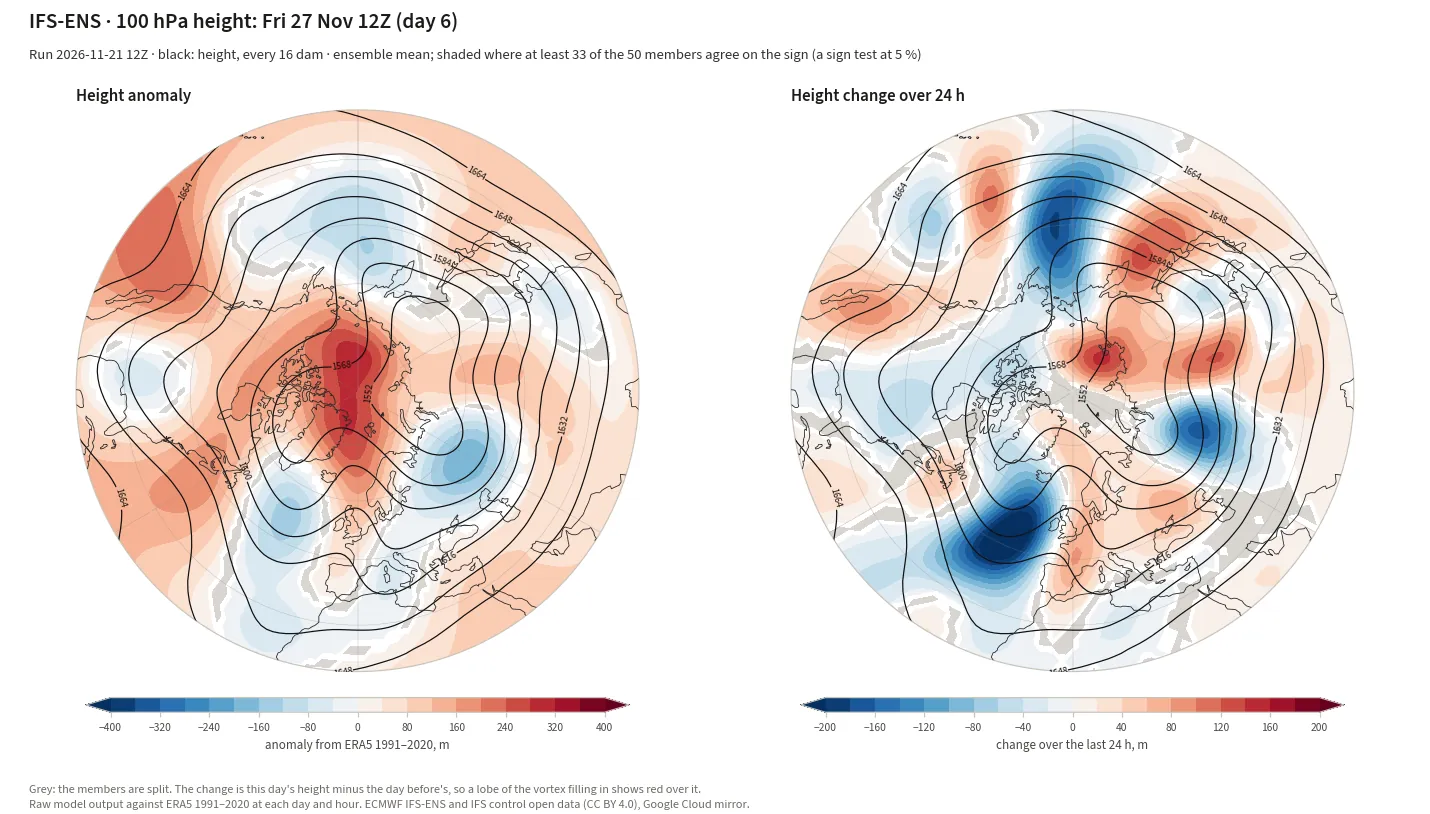 IFS-ENS · 100 hPa height: Fri 27 Nov 12Z (day 6)
Run 2026-11-21 12Z · black: height, every 16 dam · ensemble mean; shaded where at least 33 of the 50 members agree on the sign (a sign test at 5 %)
Height anomaly
Height change over 24 h
1664
1664
1648
1584
1568
1552
1632
1600
1664
1616
1648
1664
1664
1648
1584
1568
1552
1632
1600
1664
1616
1648
−400 −320 −240 −160 −80 0 80 160 240 320 400
anomaly from ERA5 1991–2020, m
−200 −160 −120 −80 −40 0 40 80 120 160 200
change over the last 24 h, m
Grey: the members are split. The change is this day's height minus the day before's, so a lobe of the vortex filling in shows red over it.
Raw model output against ERA5 1991–2020 at each day and hour. ECMWF IFS-ENS and IFS control open data (CC BY 4.0), Google Cloud mirror.